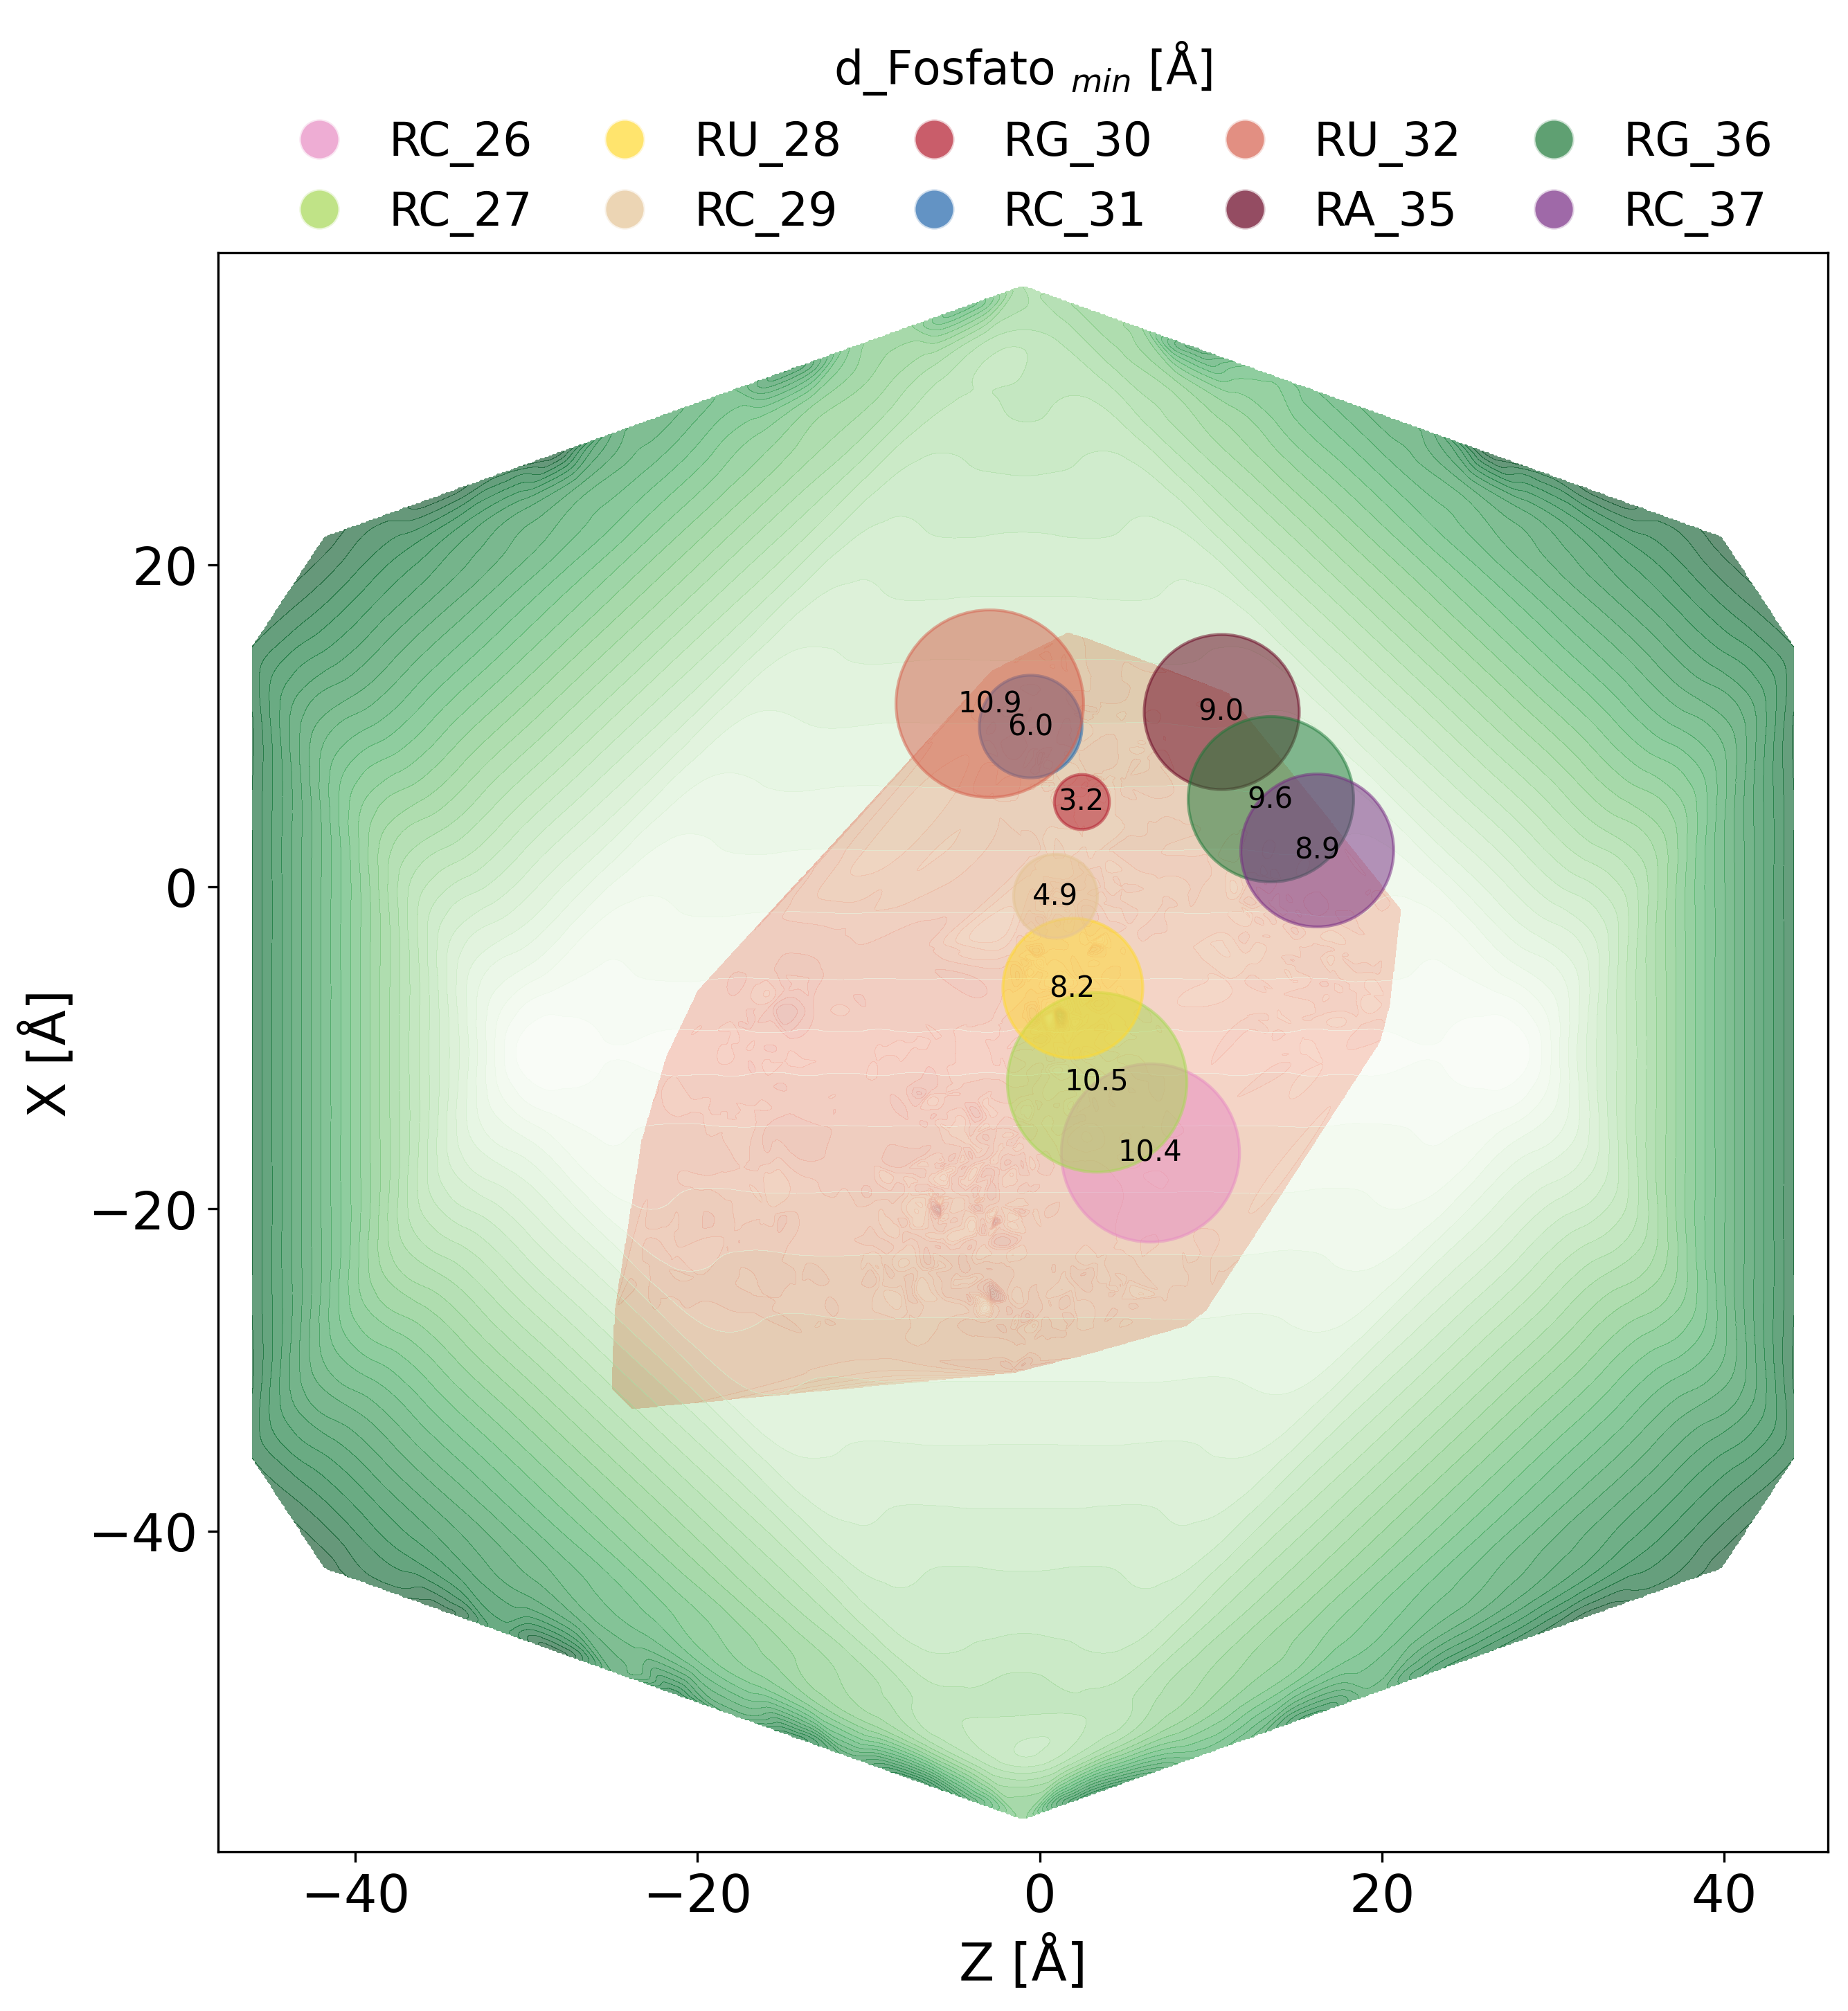 d_Fosfato min [Å]
RC_26 RU_28 RG_30 RU_32 RG_36
RC_27 RC_29 RC_31 RA_35 RC_37
10.9
9.0
6.0
3.2
9.6
8.9
4.9
8.2
10.5
10.4
20
0
−20
−40
X [Å]
−40 −20 0 20 40
Z [Å]